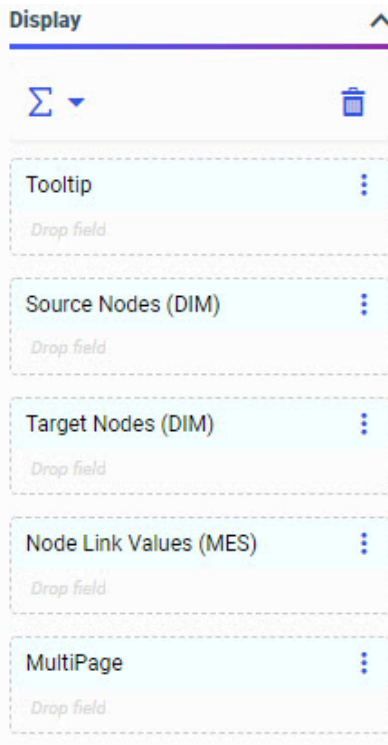 Display
Σ
Tooltip
Drop field
Source Nodes (DIM)
Drop field
Target Nodes (DIM)
Drop field
Node Link Values (MES)
Drop field
MultiPage
Drop field